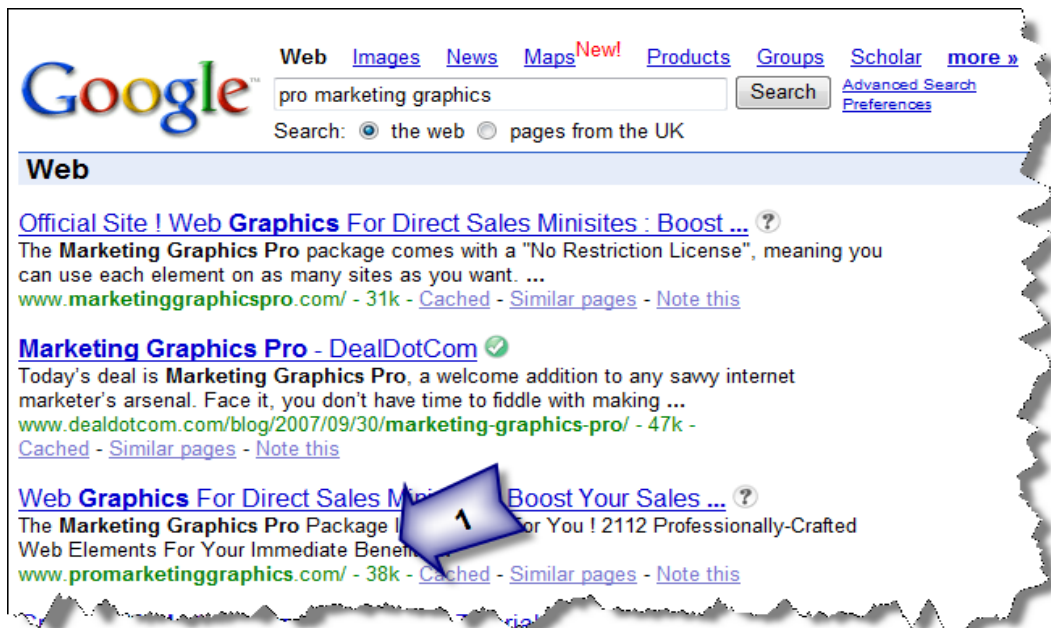 Google™
Web Images News Maps New! Products Groups Scholar more »
pro marketing graphics Search Advanced Search
Preferences
Search: the web pages from the UK
Web
Official Site ! Web Graphics For Direct Sales Minisites : Boost ... ?
The Marketing Graphics Pro package comes with a "No Restriction License", meaning you
can use each element on as many sites as you want. ...
www.marketinggraphicspro.com/ - 31k - Cached - Similar pages - Note this
Marketing Graphics Pro - DealDotCom
Today's deal is Marketing Graphics Pro, a welcome addition to any savvy internet
marketer's arsenal. Face it, you don't have time to fiddle with making ...
www.dealdotcom.com/blog/2007/09/30/marketing-graphics-pro/ - 47k -
Cached - Similar pages - Note this
Web Graphics For Direct Sales Boost Your Sales ... ?
The Marketing Graphics Pro Package For You ! 2112 Professionally-Crafted
1
Web Elements For Your Immediate
www.promarketinggraphics.com/ - 38k - Cached - Similar pages - Note this